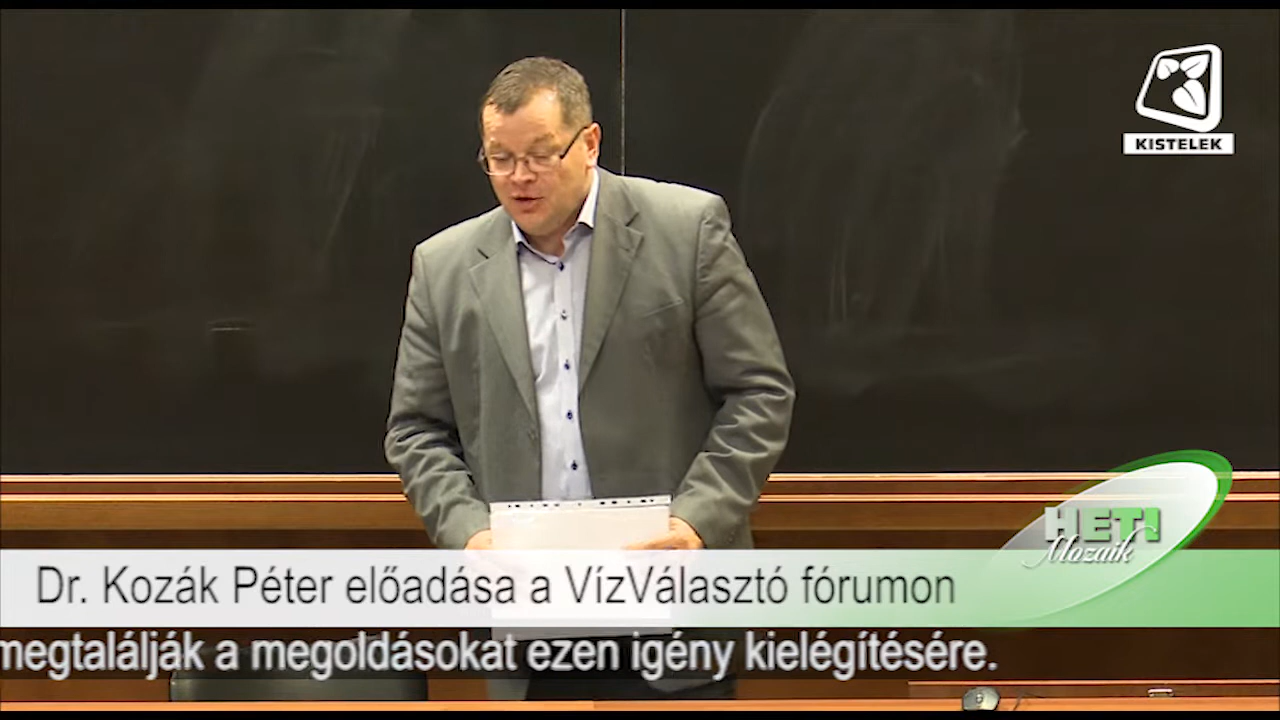 KISTELEK
HETI
Mozaik
Dr. Kozák Péter előadása a VízVálasztó fórumon
megtalálják a megoldásokat ezen igény kielégítésére.